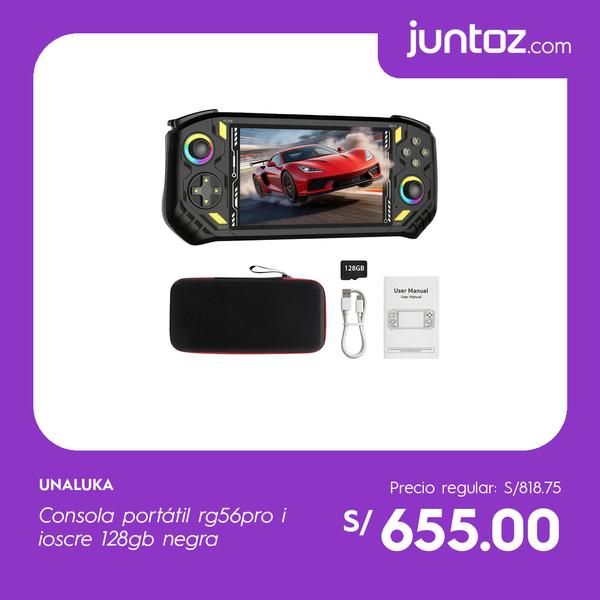 juntoz.com
128GB
User Manual
User Manual
UNALUKA
Consola portátil rg56pro i
ioscre 128gb negra
Precio regular: S/818.75
S/ 655.00